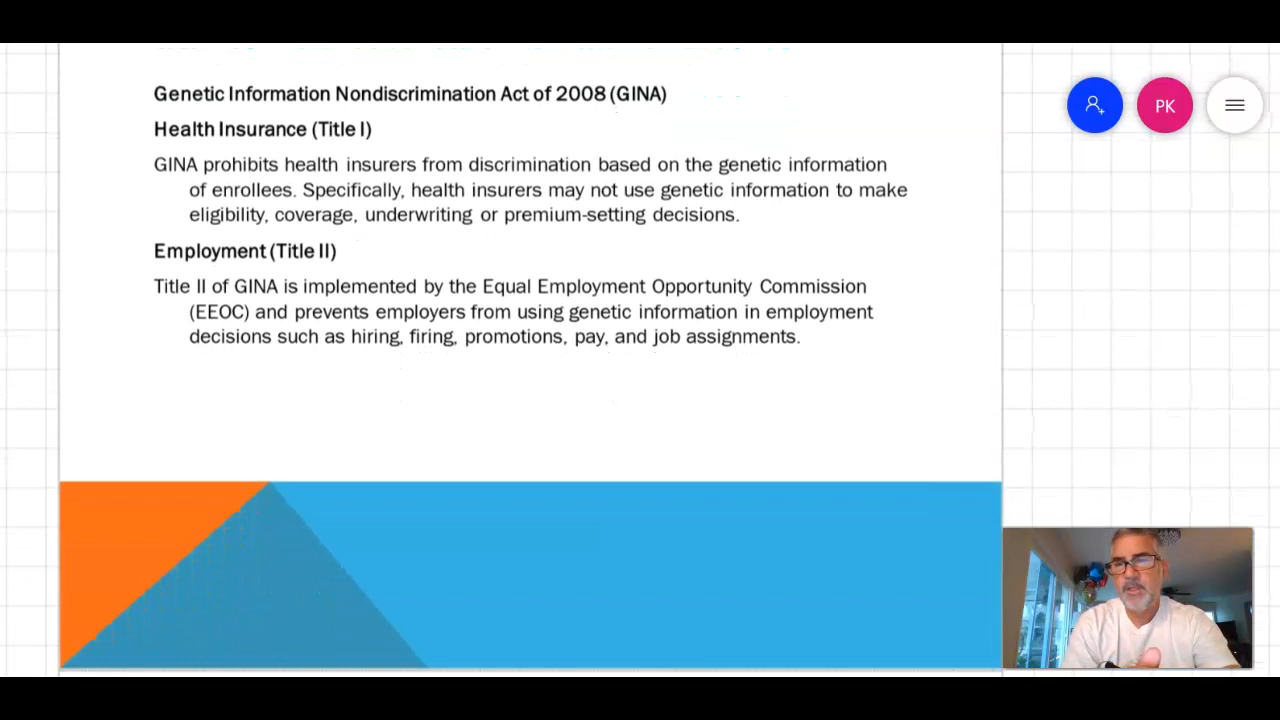 Genetic Information Nondiscrimination Act of 2008 (GINA)
Health Insurance (Title I)
GINA prohibits health insurers from discrimination based on the genetic information
of enrollees. Specifically, health insurers may not use genetic information to make
eligibility, coverage, underwriting or premium-setting decisions.
Employment (Title II)
Title II of GINA is implemented by the Equal Employment Opportunity Commission
(EEOC) and prevents employers from using genetic information in employment
decisions such as hiring, firing, promotions, pay, and job assignments.
PK